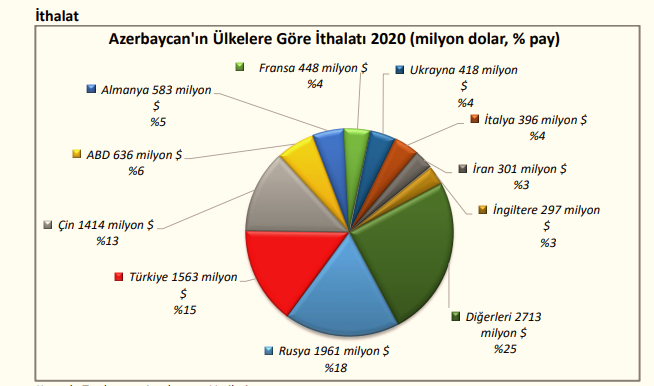 İthalat
Azerbaycan'ın Ülkelere Göre İthalatı 2020 (milyon dolar, % pay)
Fransa 448 milyon $
%4
Ukrayna 418 milyon
$
%4
Almanya 583 milyon
$
%5
İtalya 396 milyon $
%4
ABD 636 milyon $
%6
İran 301 milyon $
%3
Çin 1414 milyon $
%13
İngiltere 297 milyon
$
%3
Türkiye 1563 milyon
$
%15
Diğerleri 2713
milyon $
%25
Rusya 1961 milyon $
%18